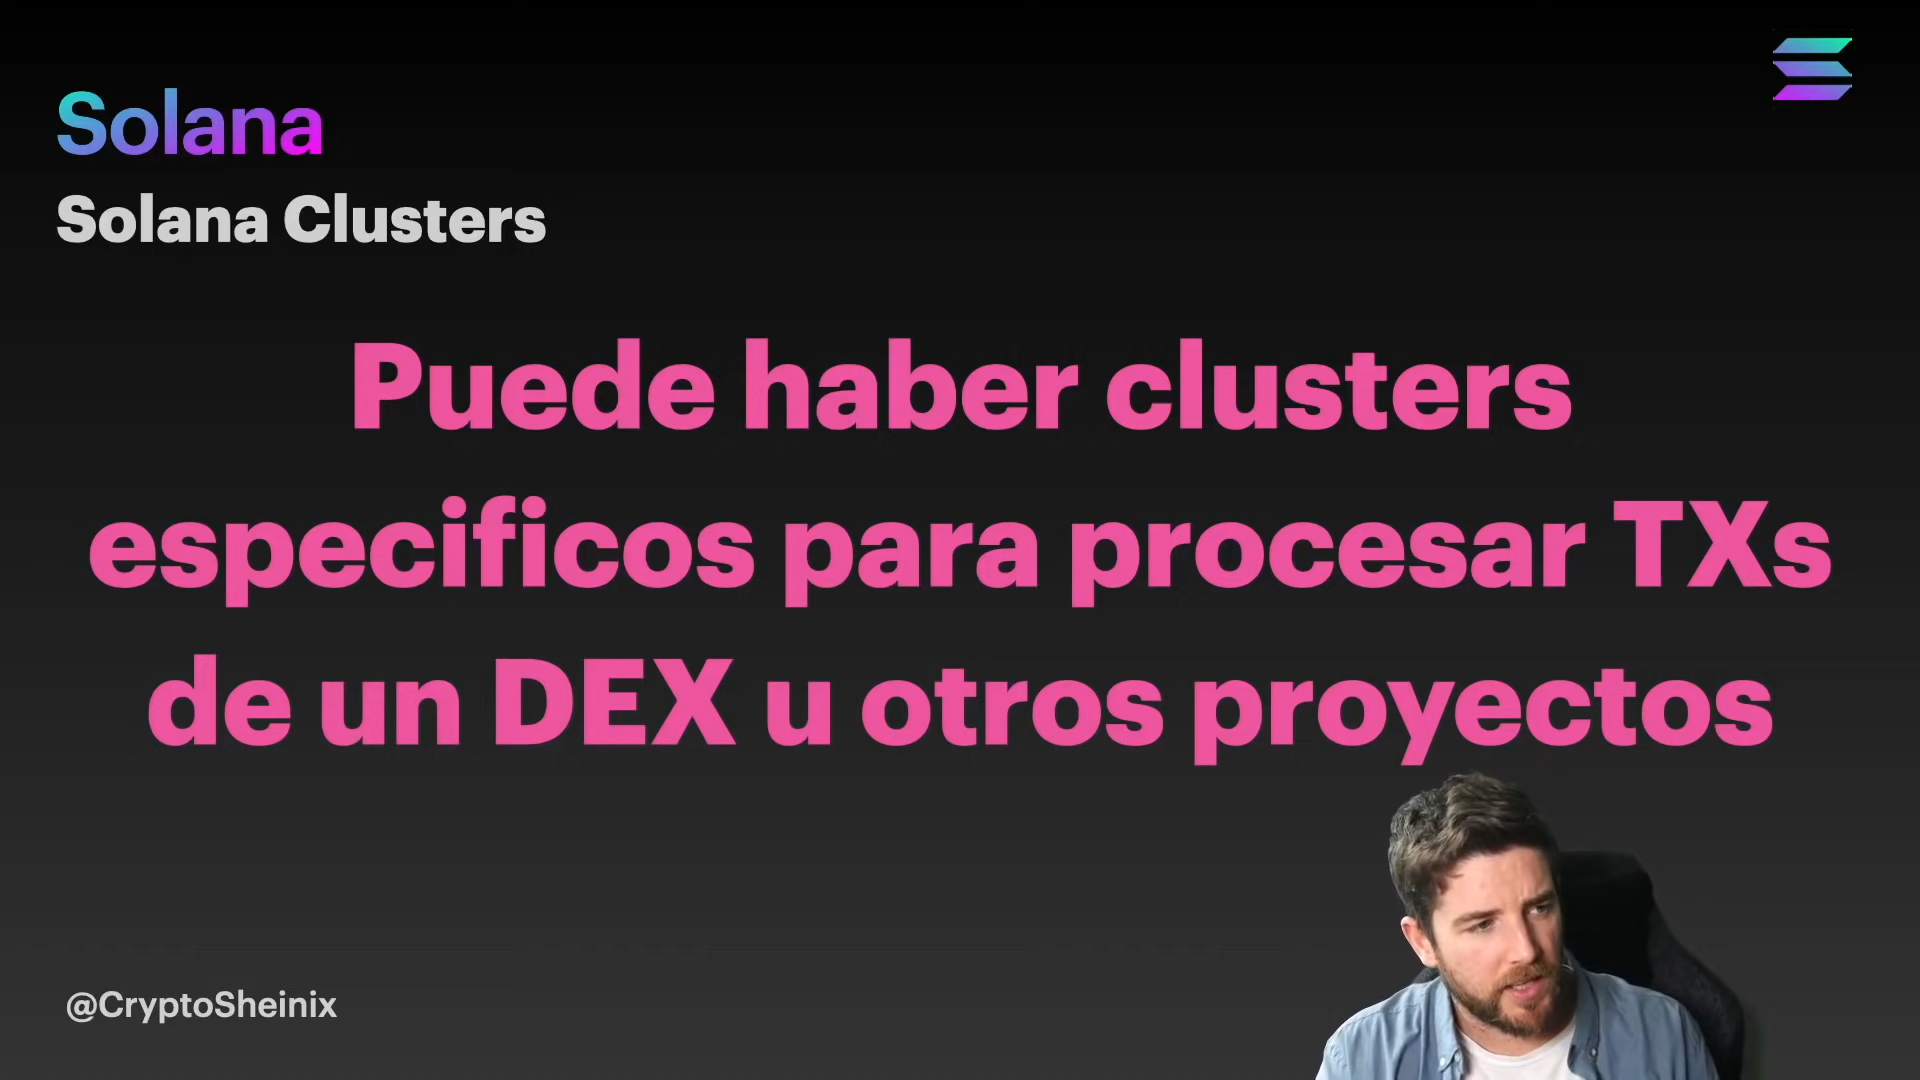 Solana
Solana Clusters
Puede haber clusters
especificos para procesar TXs
de un DEX u otros proyectos
@CryptoSheinix